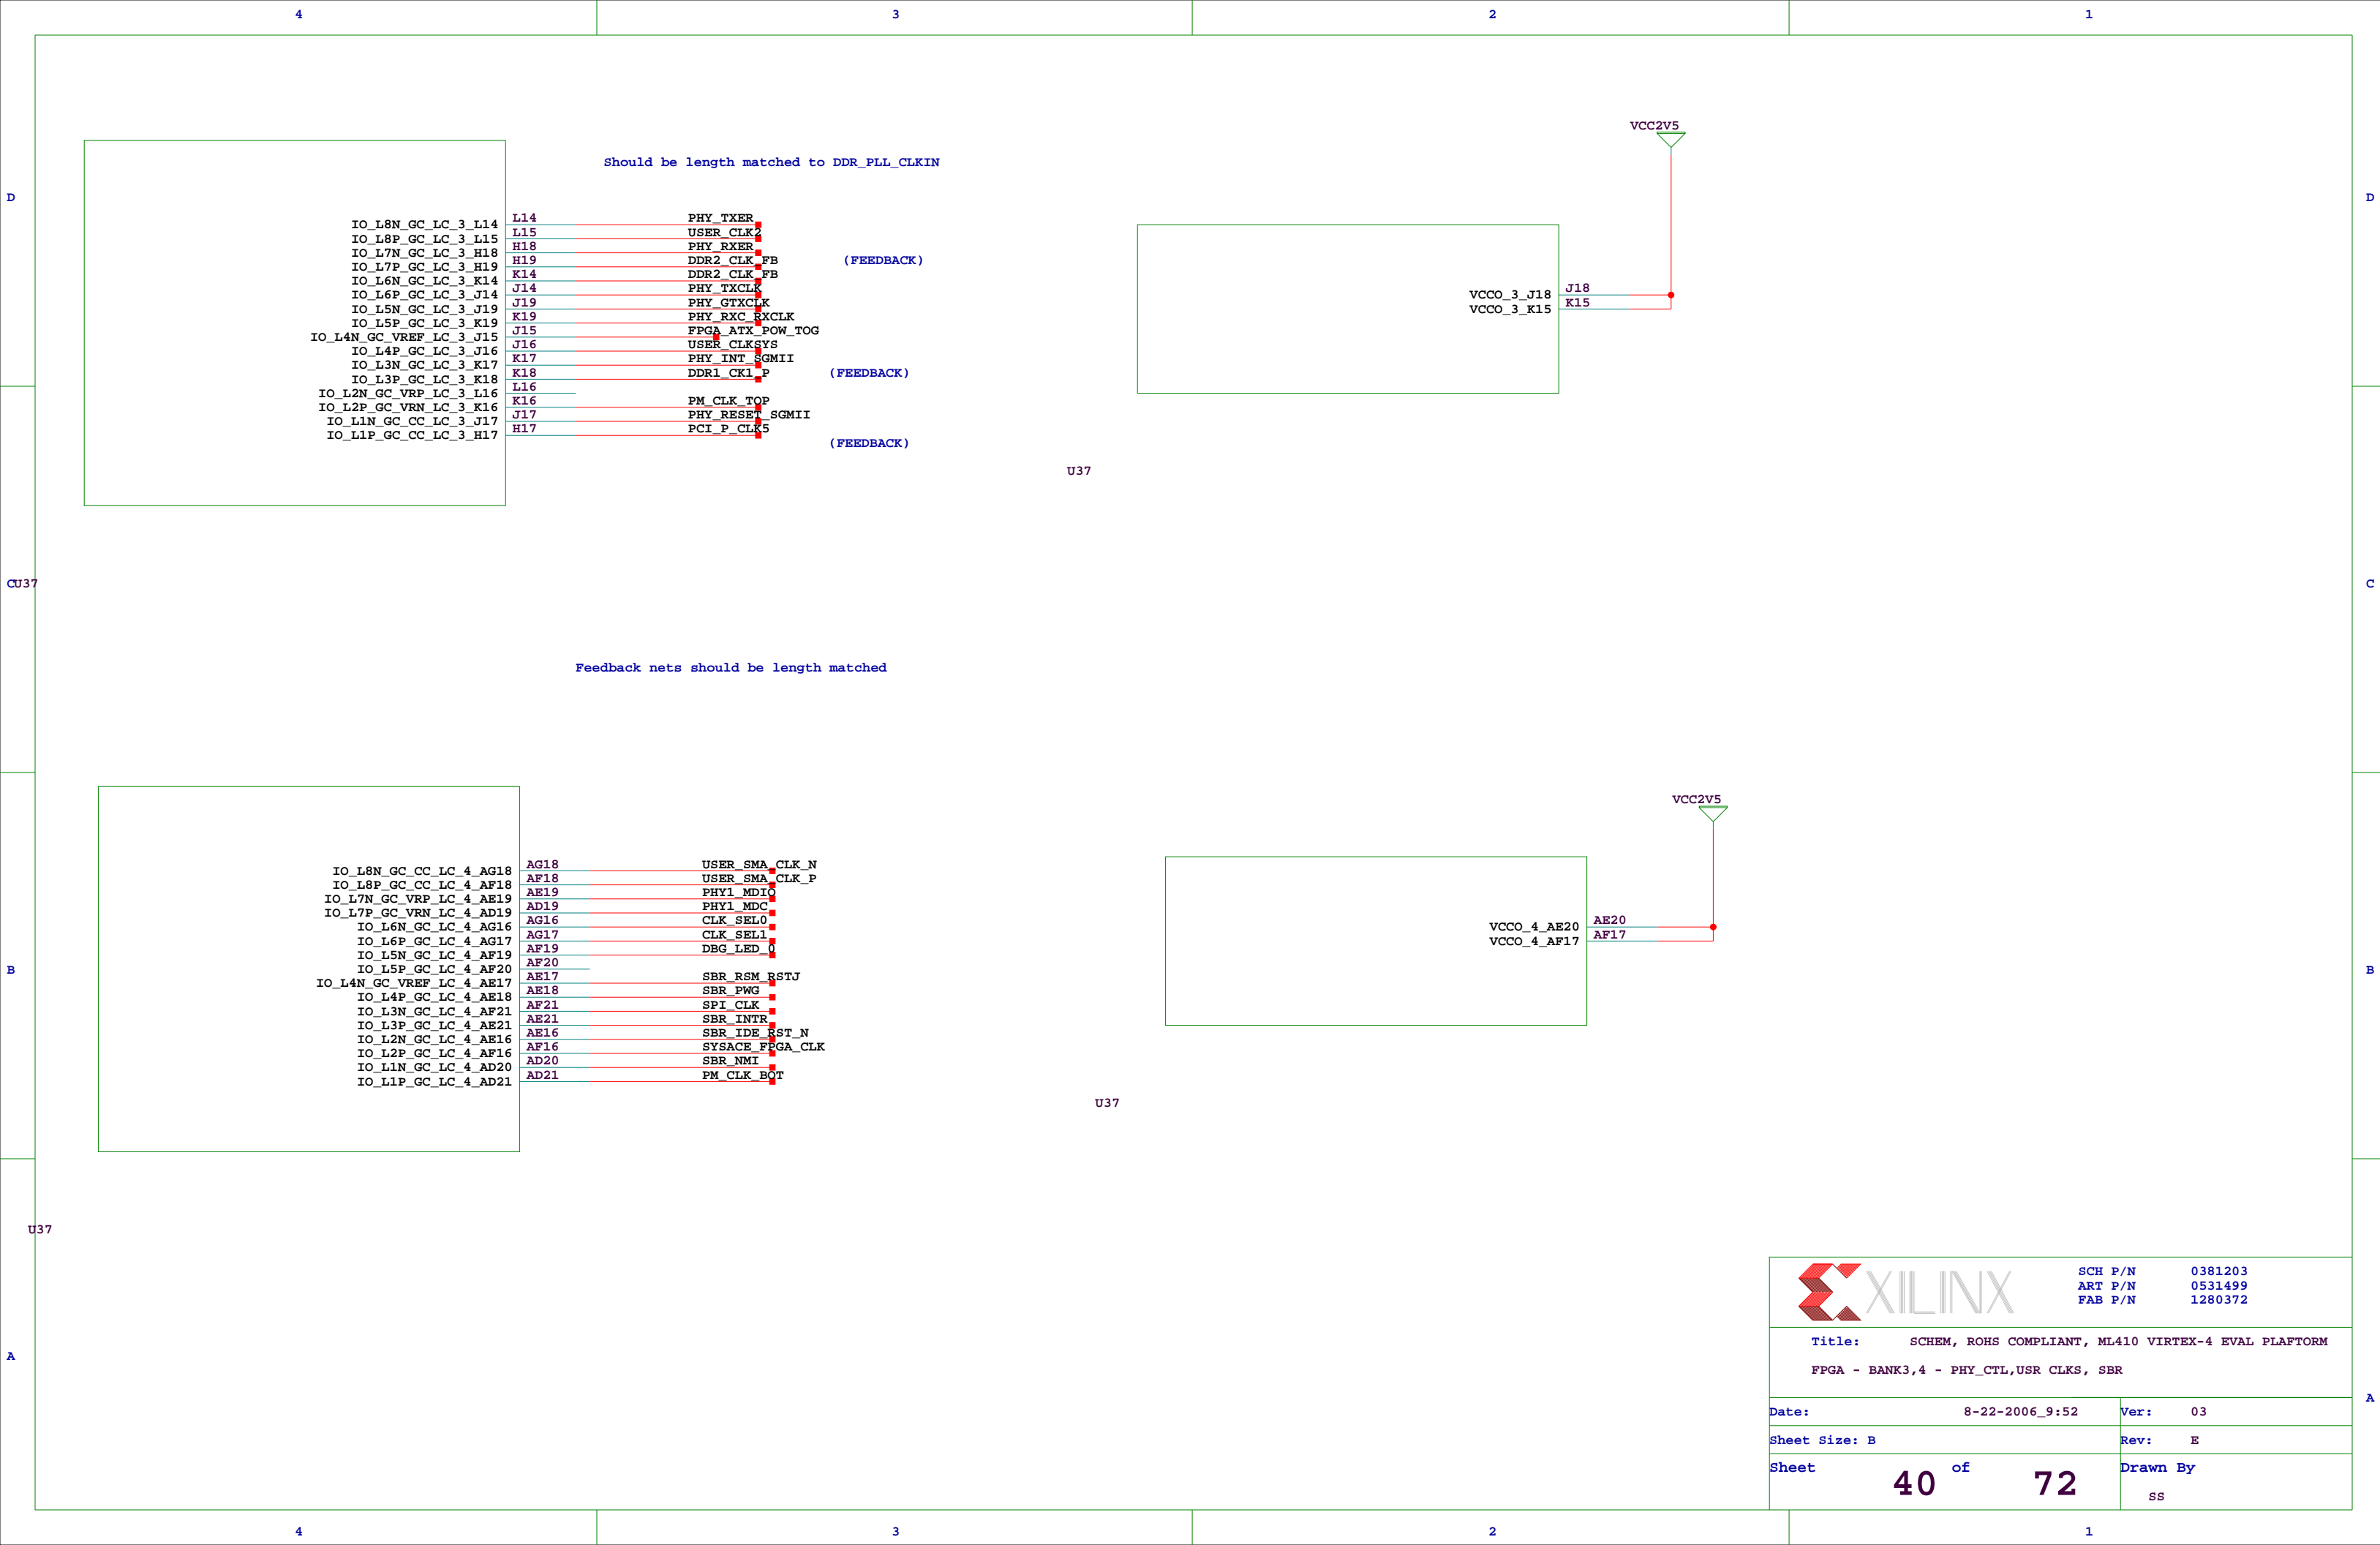 4 3 2 1
VCC2V5
Should be length matched to DDR_PLL_CLKIN
D D
IO_L8N_GC_LC_3_L14 L14 PHY_TXER
IO_L8P_GC_LC_3_L15 L15 USER_CLK2
IO_L7N_GC_LC_3_H18 H18 PHY_RXER
IO_L7P_GC_LC_3_H19 H19 DDR2_CLK_FB (FEEDBACK)
IO_L6N_GC_LC_3_K14 K14 DDR2_CLK_FB
IO_L6P_GC_LC_3_J14 J14 PHY_TXCLK
IO_L5N_GC_LC_3_J19 J19 PHY_GTXCLK
IO_L5P_GC_LC_3_K19 K19 PHY_RXC_RXCLK
IO_L4N_GC_VREF_LC_3_J15 J15 FPGA_ATX_POW_TOG
IO_L4P_GC_LC_3_J16 J16 USER_CLKSYS
IO_L3N_GC_LC_3_K17 K17 PHY_INT_SGMII
IO_L3P_GC_LC_3_K18 K18 DDR1_CK1_P (FEEDBACK)
IO_L2N_GC_VRP_LC_3_L16 L16
IO_L2P_GC_VRN_LC_3_K16 K16 PM_CLK_TOP
IO_L1N_GC_CC_LC_3_J17 J17 PHY_RESET_SGMII
IO_L1P_GC_CC_LC_3_H17 H17 PCI_P_CLK5
(FEEDBACK)
VCCO_3_J18 J18
VCCO_3_K15 K15
U37
C U37 C
Feedback nets should be length matched
VCC2V5
IO_L8N_GC_CC_LC_4_AG18 AG18 USER_SMA_CLK_N
IO_L8P_GC_CC_LC_4_AF18 AF18 USER_SMA_CLK_P
IO_L7N_GC_VRP_LC_4_AE19 AE19 PHY1_MDIO
IO_L7P_GC_VRN_LC_4_AD19 AD19 PHY1_MDC
IO_L6N_GC_LC_4_AG16 AG16 CLK_SEL0
IO_L6P_GC_LC_4_AG17 AG17 CLK_SEL1
IO_L5N_GC_LC_4_AF19 AF19 DBG_LED_0
IO_L5P_GC_LC_4_AF20 AF20
IO_L4N_GC_VREF_LC_4_AE17 AE17 SBR_RSM_RSTJ
IO_L4P_GC_LC_4_AE18 AE18 SBR_PWG
IO_L3N_GC_LC_4_AF21 AF21 SPI_CLK
IO_L3P_GC_LC_4_AE21 AE21 SBR_INTR
IO_L2N_GC_LC_4_AE16 AE16 SBR_IDE_RST_N
IO_L2P_GC_LC_4_AF16 AF16 SYSACE_FPGA_CLK
IO_L1N_GC_LC_4_AD20 AD20 SBR_NMI
IO_L1P_GC_LC_4_AD21 AD21 PM_CLK_BOT
VCCO_4_AE20 AE20
VCCO_4_AF17 AF17
B B
U37
U37
XILINX
SCH P/N 0381203
ART P/N 0531499
FAB P/N 1280372
Title: SCHEM, ROHS COMPLIANT, ML410 VIRTEX-4 EVAL PLAFTORM
FPGA - BANK3,4 - PHY_CTL,USR CLKS, SBR
A A
Date: 8-22-2006_9:52 Ver: 03
Sheet Size: B Rev: E
Sheet 40 of 72 Drawn By
SS
4 3 2 1